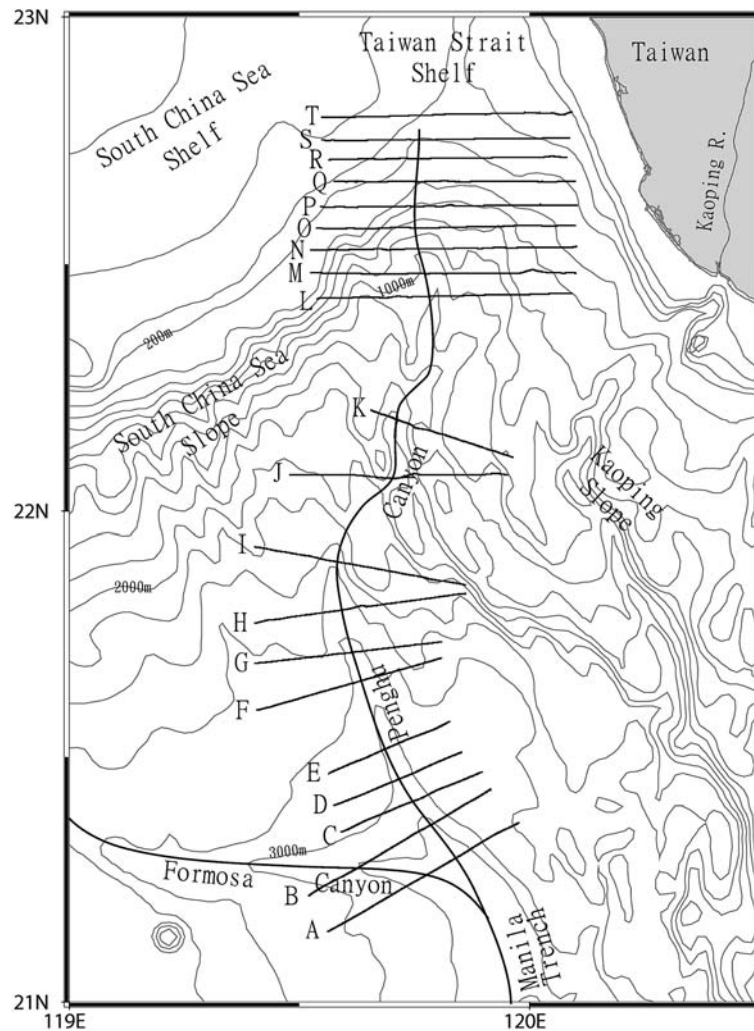 23N
Taiwan Strait
Shelf
Taiwan
South China Sea
Shelf
Kaoping R.
T
S
R
Q
P
O
N
M
L
1000m
200m
South China Sea
Slope
K
J
Canyon
Kaoping
Slope
22N
I
2000m
H
G
F
Penghu
E
D
C
3000m
Formosa
Canyon
B
A
Manila
Trench
21N
119E
120E